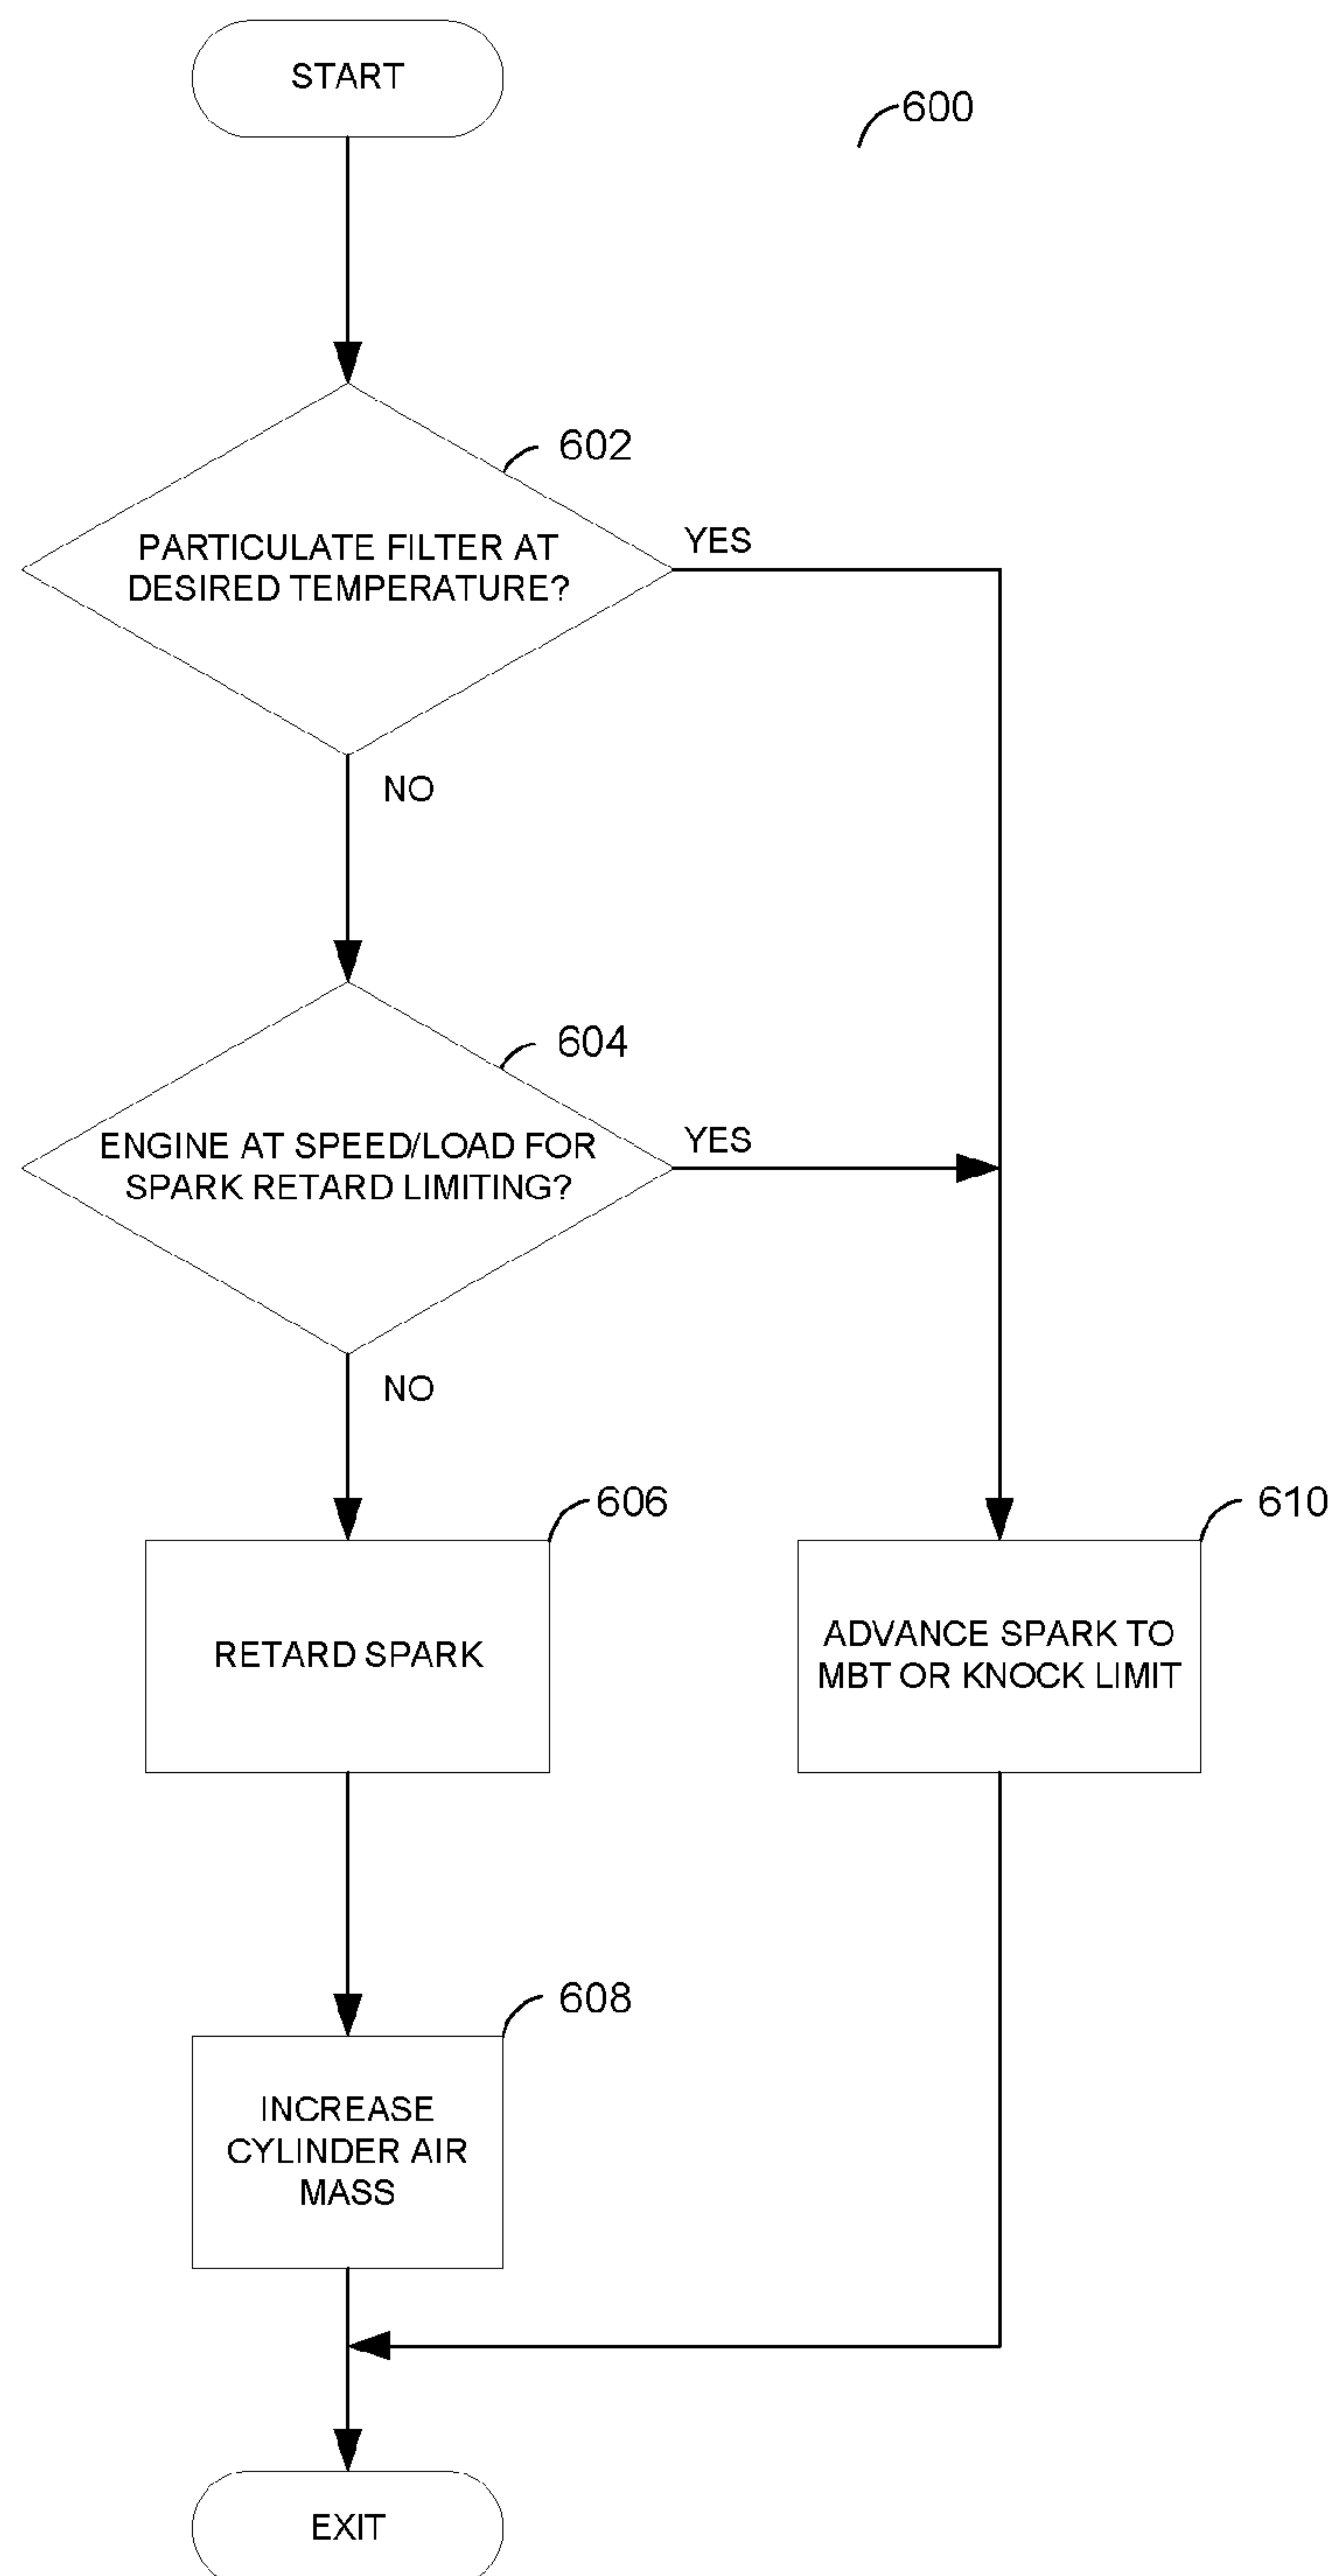 START
600
602
PARTICULATE FILTER AT
DESIRED TEMPERATURE?
YES
NO
604
ENGINE AT SPEED/LOAD FOR
SPARK RETARD LIMITING?
YES
NO
606
RETARD SPARK
610
ADVANCE SPARK TO
MBT OR KNOCK LIMIT
608
INCREASE
CYLINDER AIR
MASS
EXIT